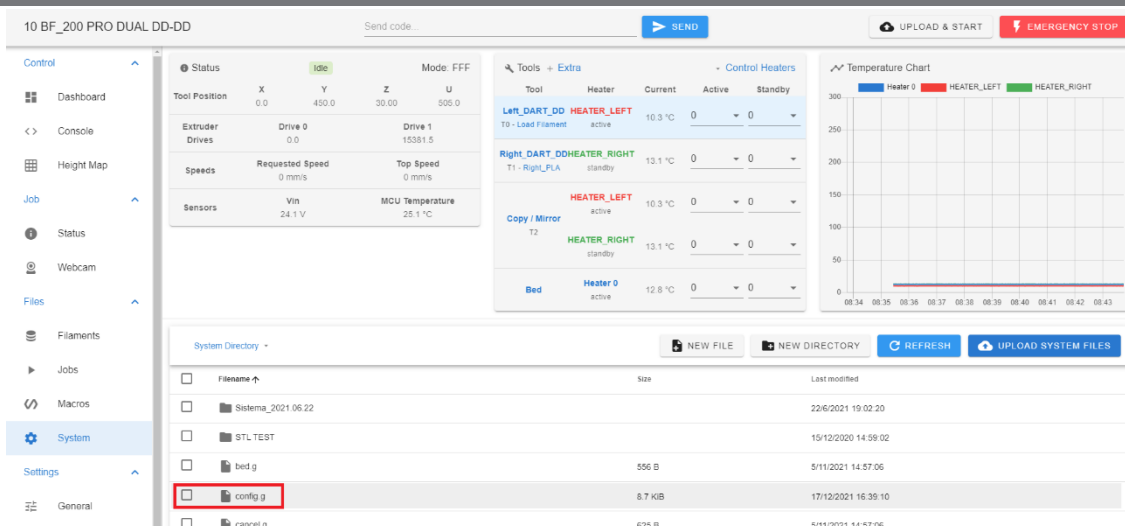 10 BF_200 PRO DUAL DD-DD
Send code...
SEND
UPLOAD & START
EMERGENCY STOP
Control
Dashboard
Console
Height Map
Job
Status
Webcam
Files
Filaments
Jobs
Macros
System
Settings
General
Status Idle Mode: FFF
Tool Position X Y Z U
0.0 450.0 30.00 505.0
Extruder Drives Drive 0 Drive 1
0.0 15381.5
Speeds Requested Speed Top Speed
0 mm/s 0 mm/s
Sensors Vin MCU Temperature
24.1 V 25.1 °C
Tools + Extra Control Heaters
Tool Heater Current Active Standby
Left_DART_DD HEATER_LEFT 10.3 °C 0 0
T0 - Load Filament active
Right_DART_DD HEATER_RIGHT 13.1 °C 0 0
T1 - Right_PLA standby
HEATER_LEFT 10.3 °C 0 0
active
Copy / Mirror
T2
HEATER_RIGHT 13.1 °C 0 0
standby
Bed Heater 0 12.8 °C 0 0
active
Temperature Chart
Heater 0 HEATER_LEFT HEATER_RIGHT
300
250
200
150
100
50
0
08:34 08:35 08:36 08:37 08:38 08:39 08:40 08:41 08:42 08:43
System Directory
NEW FILE
NEW DIRECTORY
REFRESH
UPLOAD SYSTEM FILES
Filename Size Last modified
Sistema_2021.06.22 22/6/2021 19:02:20
STL TEST 15/12/2020 14:59:02
bed.g 556 B 5/11/2021 14:57:06
config.g 8.7 KiB 17/12/2021 16:39:10
cancel.g 625 B 5/11/2021 14:57:06